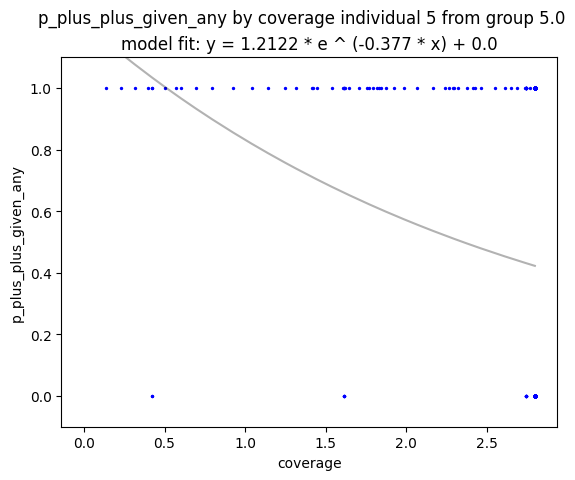 p_plus_plus_given_any by coverage individual 5 from group 5.0
model fit: y = 1.2122 * e ^ (-0.377 * x) + 0.0
1.0
0.8
0.6
0.4
0.2
0.0
p_plus_plus_given_any
0.0 0.5 1.0 1.5 2.0 2.5
coverage